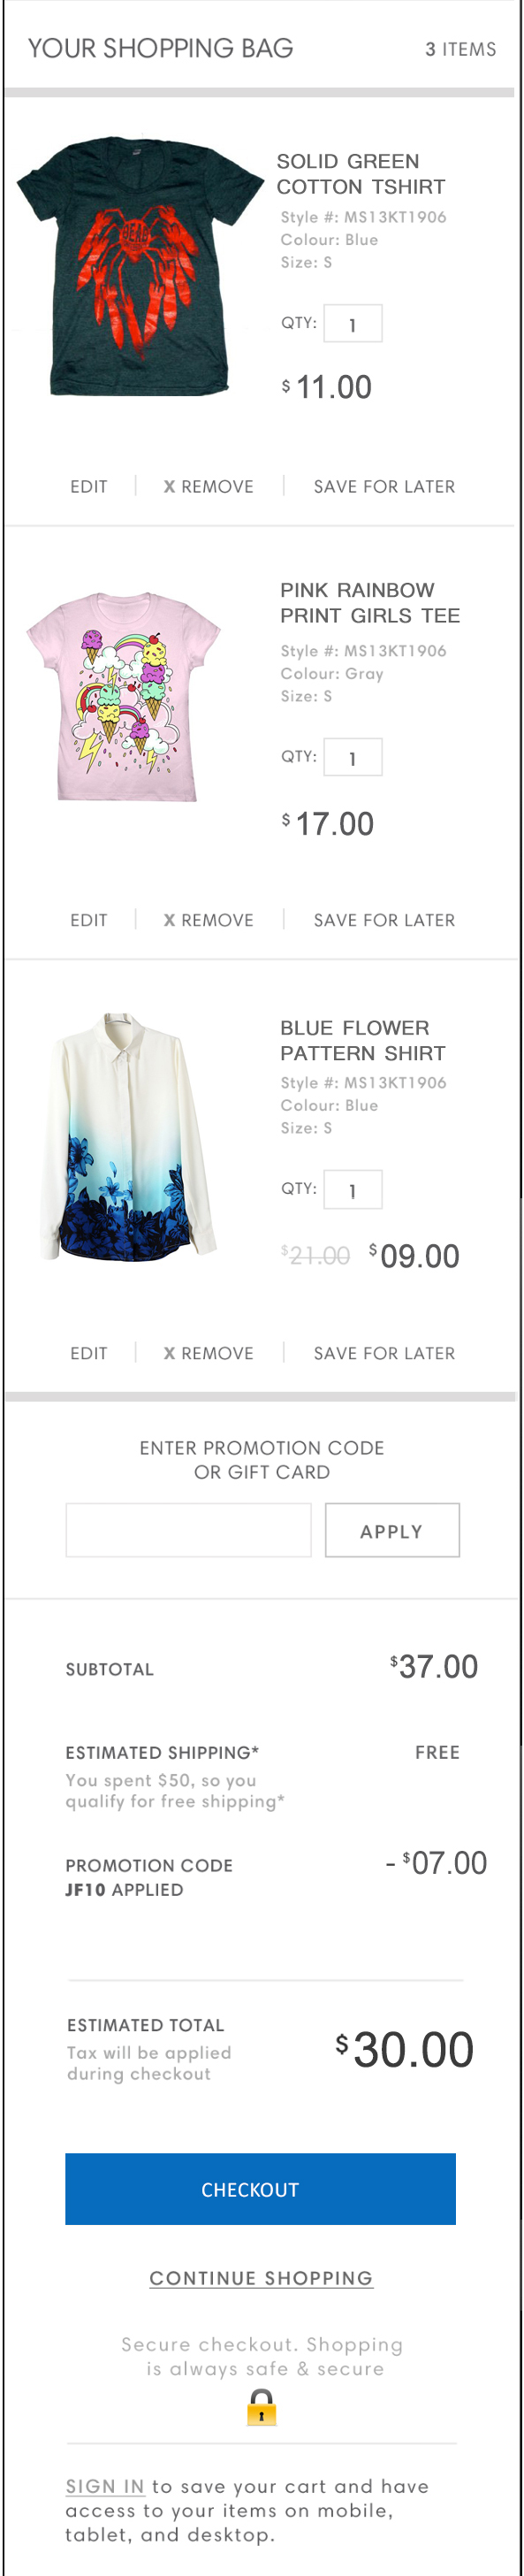 YOUR SHOPPING BAG
3 ITEMS
DEAD
SOLID GREEN
COTTON TSHIRT
Style #: MS13KT1906
Colour: Blue
Size: S
QTY: 1
$ 11.00
EDIT | X REMOVE | SAVE FOR LATER
PINK RAINBOW
PRINT GIRLS TEE
Style #: MS13KT1906
Colour: Gray
Size: S
QTY: 1
$ 17.00
EDIT | X REMOVE | SAVE FOR LATER
BLUE FLOWER
PATTERN SHIRT
Style #: MS13KT1906
Colour: Blue
Size: S
QTY: 1
$21.00 $09.00
EDIT | X REMOVE | SAVE FOR LATER
ENTER PROMOTION CODE
OR GIFT CARD
APPLY
SUBTOTAL $37.00
ESTIMATED SHIPPING* FREE
You spent $50, so you
qualify for free shipping*
PROMOTION CODE - $07.00
JF10 APPLIED
ESTIMATED TOTAL $30.00
Tax will be applied
during checkout
CHECKOUT
CONTINUE SHOPPING
Secure checkout. Shopping
is always safe & secure
SIGN IN to save your cart and have
access to your items on mobile,
tablet, and desktop.